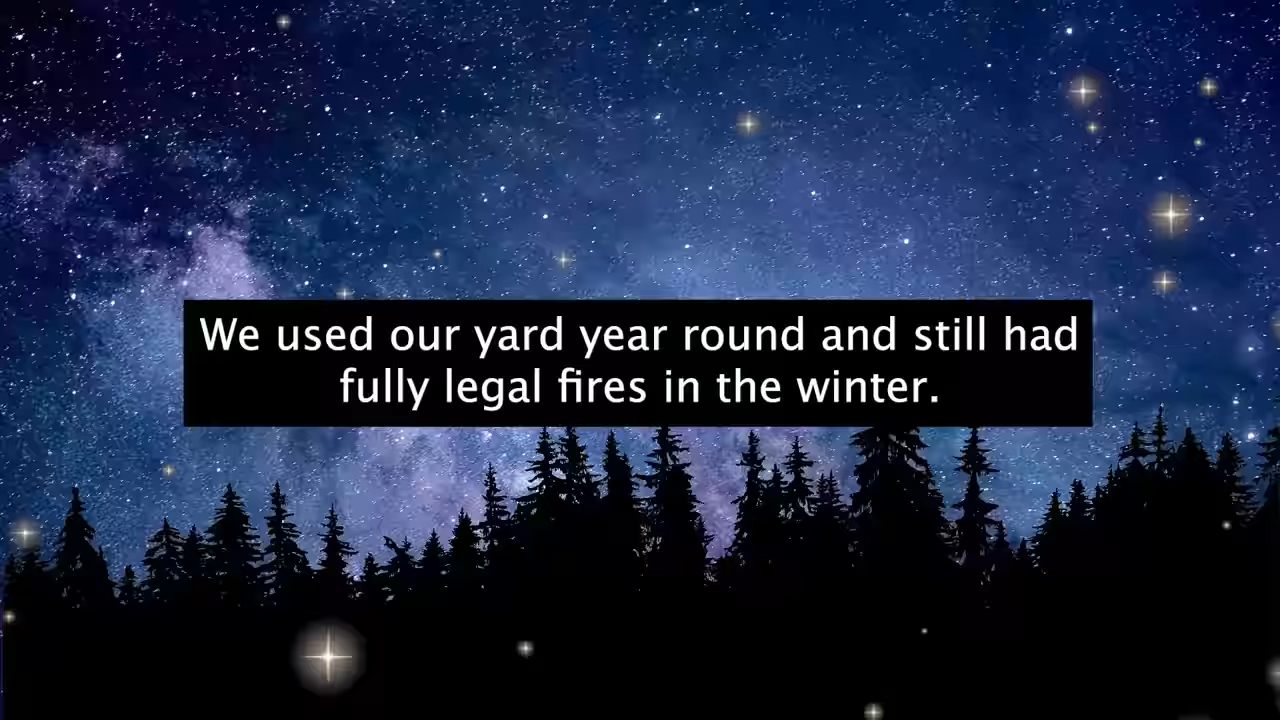 We used our yard year round and still had
fully legal fires in the winter.